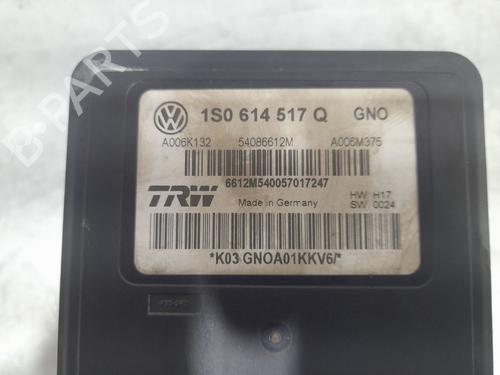 B-PARTS
1S0 614 517 Q GNO
A006K132 54086612M A006M375
6612M540057017247
TRW Made in Germany HW H17
SW 0024
*K03 GNOA01KKV6/*